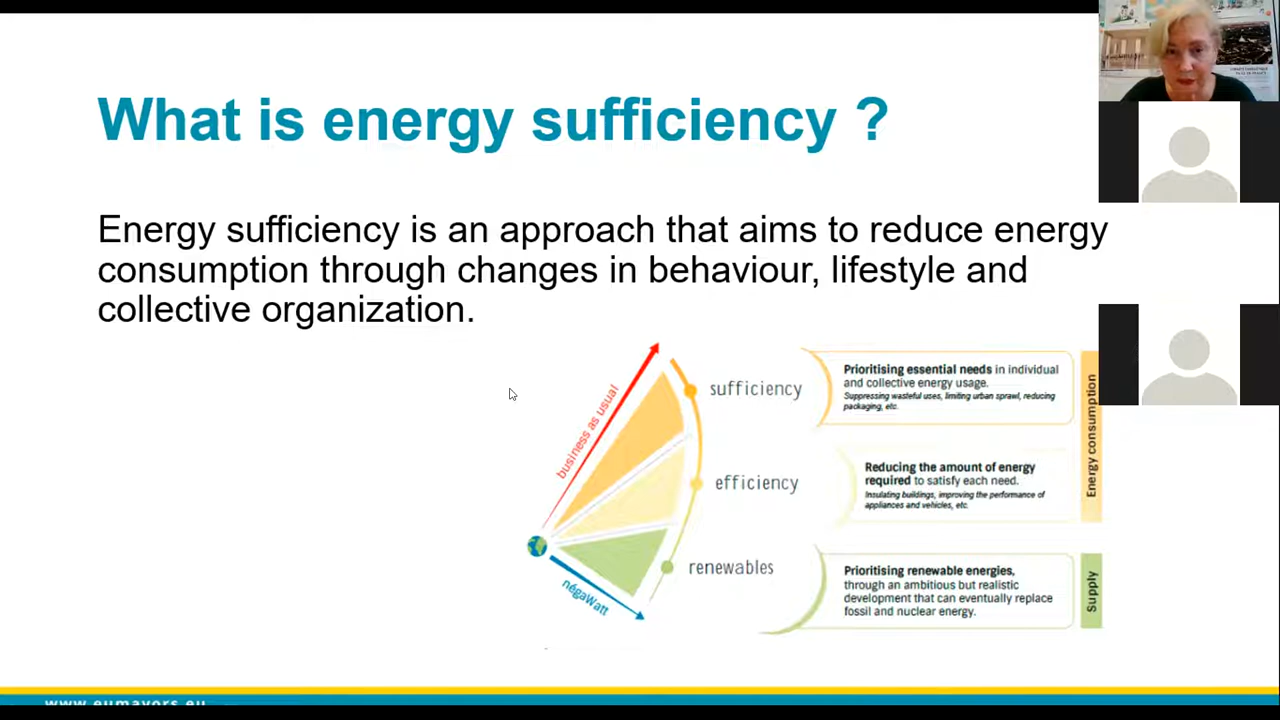 What is energy sufficiency ?
Energy sufficiency is an approach that aims to reduce energy
consumption through changes in behaviour, lifestyle and
collective organization.
business as usual
sufficiency
Prioritising essential needs in individual
and collective energy usage.
Suppressing wasteful uses, limiting urban sprawl, reducing
packaging, etc.
Energy consumption
efficiency
Reducing the amount of energy
required to satisfy each need.
Insulating buildings, improving the performance of
appliances and vehicles, etc.
renewables
Prioritising renewable energies,
through an ambitious but realistic
development that can eventually replace
fossil and nuclear energy.
Supply
négaWatt
www.eumayors.eu